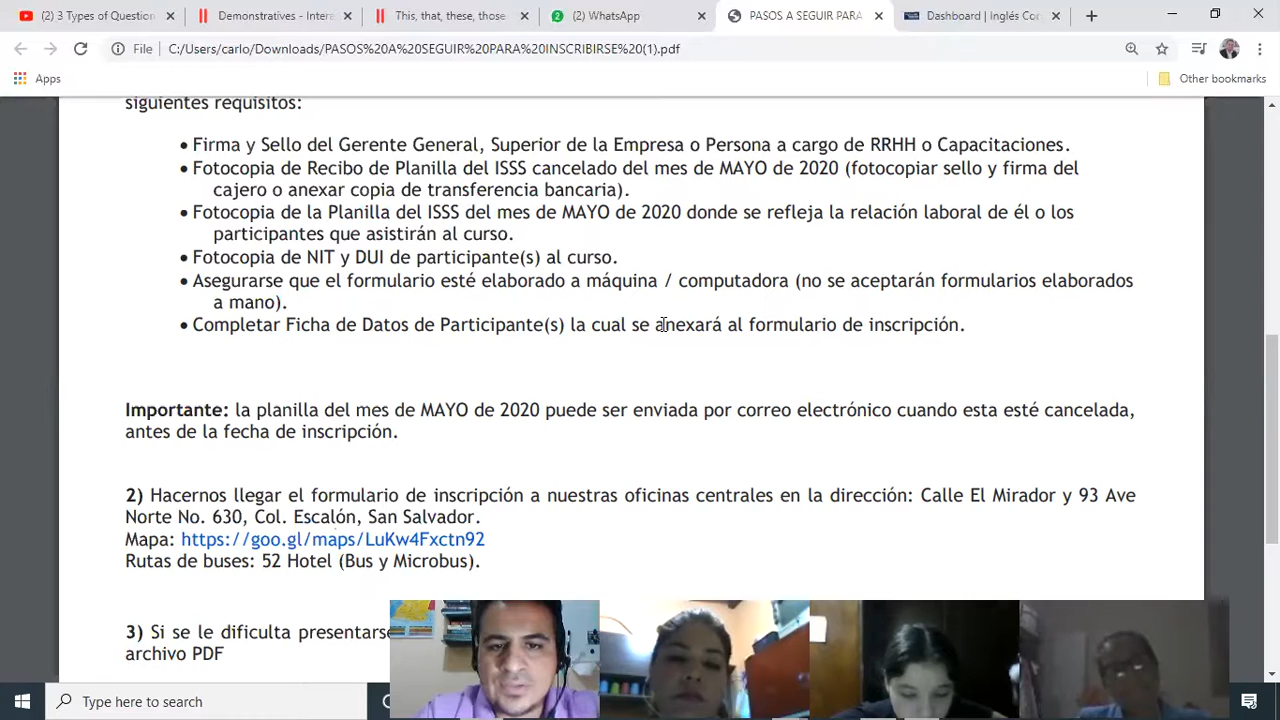 (2) 3 Types of Question
Demonstratives - Intere
This, that, these, those
(2) WhatsApp
PASOS A SEGUIR PARA
Dashboard | Inglés Cor
File
C:/Users/carlo/Downloads/PASOS%20A%20SEGUIR%20PARA%20INSCRIBIRSE%20(1).pdf
Apps
Other bookmarks
siguientes requisitos:
• Firma y Sello del Gerente General, Superior de la Empresa o Persona a cargo de RRHH o Capacitaciones.
• Fotocopia de Recibo de Planilla del ISSS cancelado del mes de MAYO de 2020 (fotocopiar sello y firma del
cajero o anexar copia de transferencia bancaria).
• Fotocopia de la Planilla del ISSS del mes de MAYO de 2020 donde se refleja la relación laboral de él o los
participantes que asistirán al curso.
• Fotocopia de NIT y DUI de participante(s) al curso.
• Asegurarse que el formulario esté elaborado a máquina / computadora (no se aceptarán formularios elaborados
a mano).
• Completar Ficha de Datos de Participante(s) la cual se anexará al formulario de inscripción.
Importante: la planilla del mes de MAYO de 2020 puede ser enviada por correo electrónico cuando esta esté cancelada,
antes de la fecha de inscripción.
2) Hacernos llegar el formulario de inscripción a nuestras oficinas centrales en la dirección: Calle El Mirador y 93 Ave
Norte No. 630, Col. Escalón, San Salvador.
Mapa: https://goo.gl/maps/LuKw4Fxctn92
Rutas de buses: 52 Hotel (Bus y Microbus).
3) Si se le dificulta presentarse
archivo PDF
Type here to search